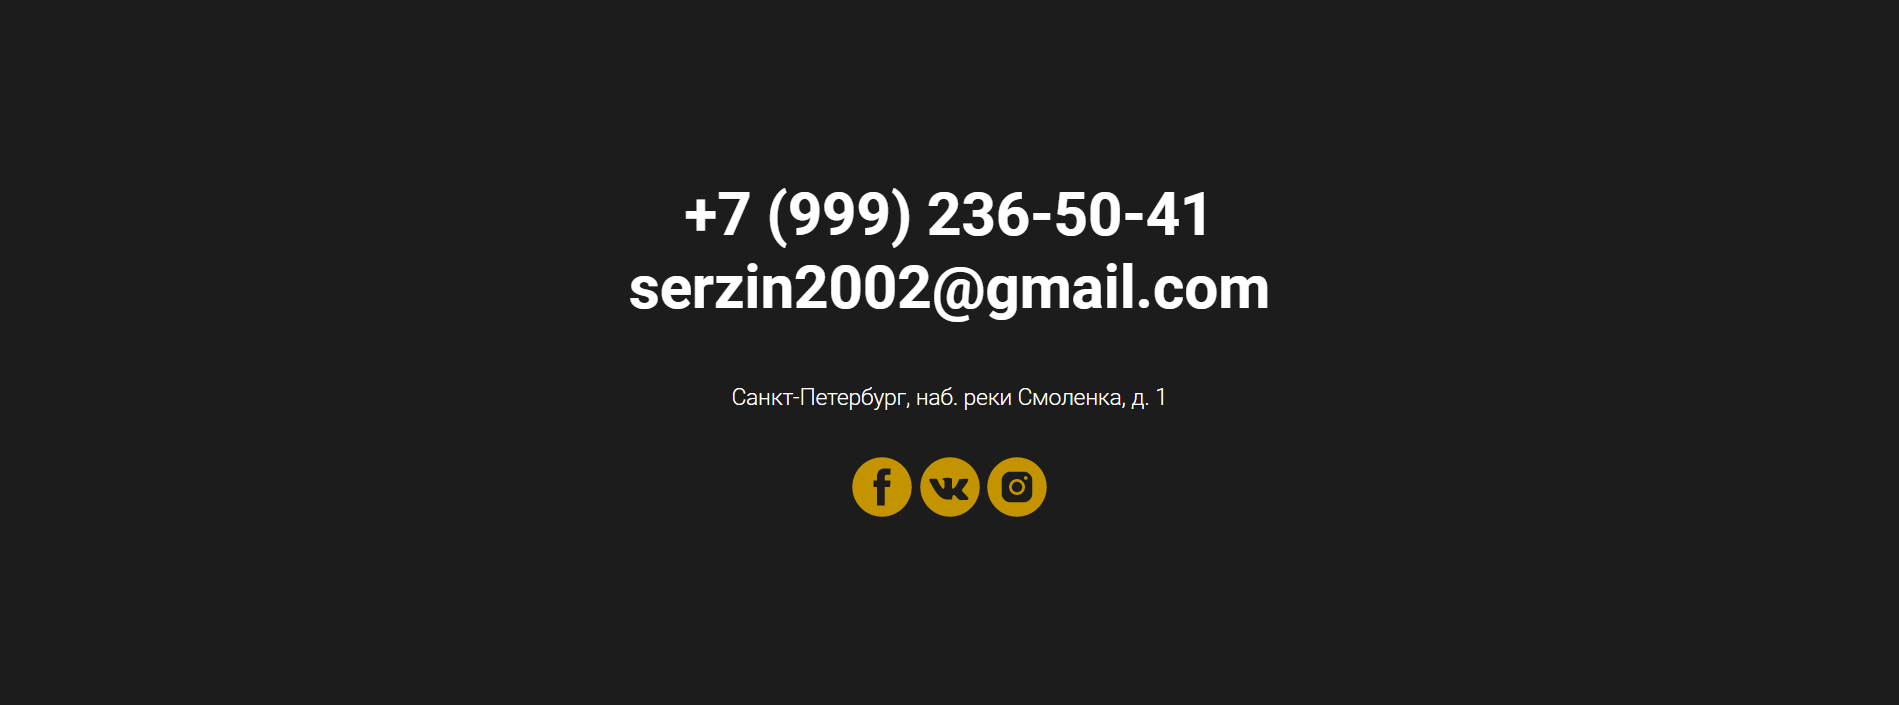 +7 (999) 236-50-41
serzin2002@gmail.com
Санкт-Петербург, наб. реки Смоленка, д. 1